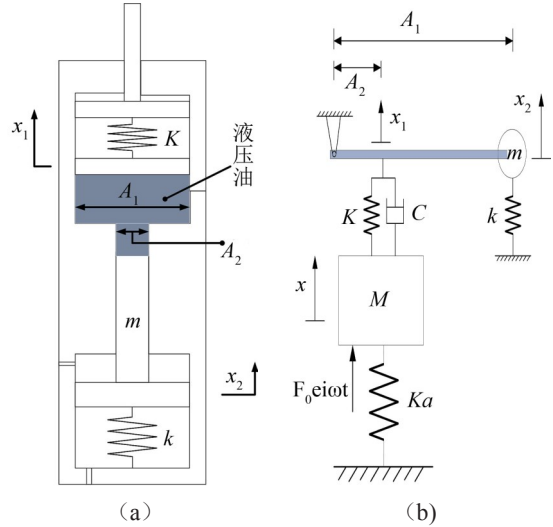 x₁
K
液
压
油
A₁
A₂
m
x₂
k
(a)
A₁
A₂
x₁
x₂
m
K
C
k
x
M
F₀eiωt
Ka
(b)